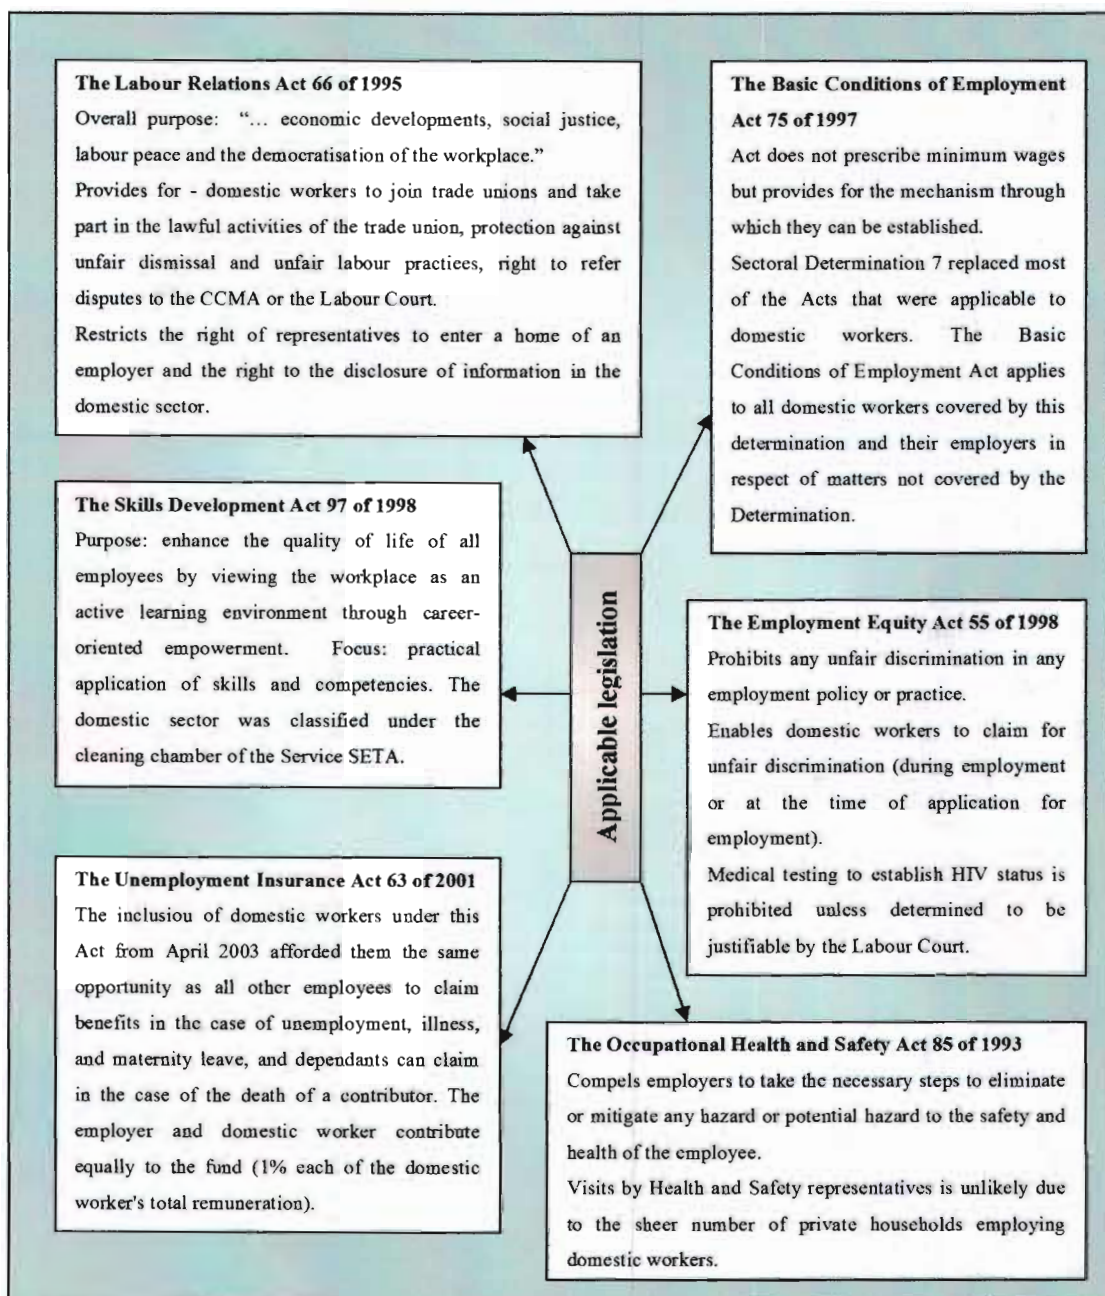 The Labour Relations Act 66 of 1995
Overall purpose: “... economic developments, social justice,
labour peace and the democratisation of the workplace.”
Provides for - domestic workers to join trade unions and take
part in the lawful activities of the trade union, protection against
unfair dismissal and unfair labour practices, right to refer
disputes to the CCMA or the Labour Court.
Restricts the right of representatives to enter a home of an
employer and the right to the disclosure of information in the
domestic sector.
The Basic Conditions of Employment
Act 75 of 1997
Act does not prescribe minimum wages
but provides for the mechanism through
which they can be established.
Sectoral Determination 7 replaced most
of the Acts that were applicable to
domestic workers. The Basic
Conditions of Employment Act applies
to all domestic workers covered by this
determination and their employers in
respect of matters not covered by the
Determination.
The Skills Development Act 97 of 1998
Purpose: enhance the quality of life of all
employees by viewing the workplace as an
active learning environment through career-
oriented empowerment. Focus: practical
application of skills and competencies. The
domestic sector was classified under the
cleaning chamber of the Service SETA.
Applicable legislation
The Employment Equity Act 55 of 1998
Prohibits any unfair discrimination in any
employment policy or practice.
Enables domestic workers to claim for
unfair discrimination (during employment
or at the time of application for
employment).
Medical testing to establish HIV status is
prohibited unless determined to be
justifiable by the Labour Court.
The Unemployment Insurance Act 63 of 2001
The inclusion of domestic workers under this
Act from April 2003 afforded them the same
opportunity as all other employees to claim
benefits in the case of unemployment, illness,
and maternity leave, and dependants can claim
in the case of the death of a contributor. The
employer and domestic worker contribute
equally to the fund (1% each of the domestic
worker's total remuneration).
The Occupational Health and Safety Act 85 of 1993
Compels employers to take the necessary steps to eliminate
or mitigate any hazard or potential hazard to the safety and
health of the employee.
Visits by Health and Safety representatives is unlikely due
to the sheer number of private households employing
domestic workers.